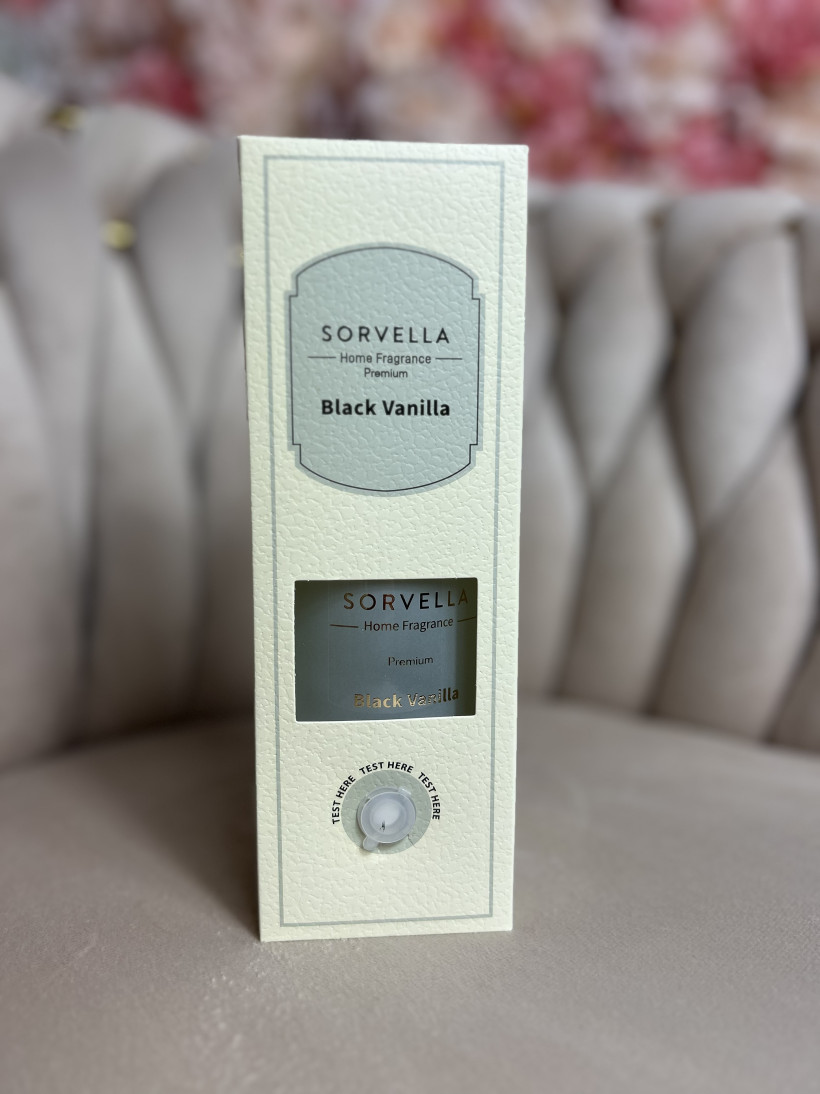 SORVELLA
Home Fragrance
Premium
Black Vanilla
SORVELLA
Home Fragrance
Premium
Black Vanilla
TEST HERE TEST HERE TEST HERE